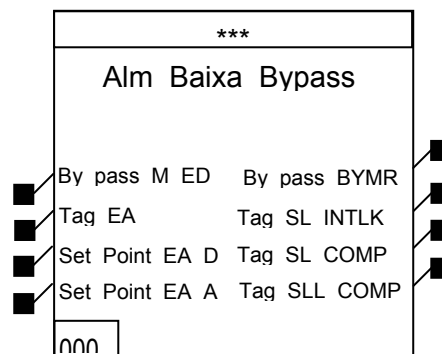 ***
Alm Baixa Bypass
By pass M ED By pass BYMR
Tag EA Tag SL INTLK
Set Point EA D Tag SL COMP
Set Point EA A Tag SLL COMP
000